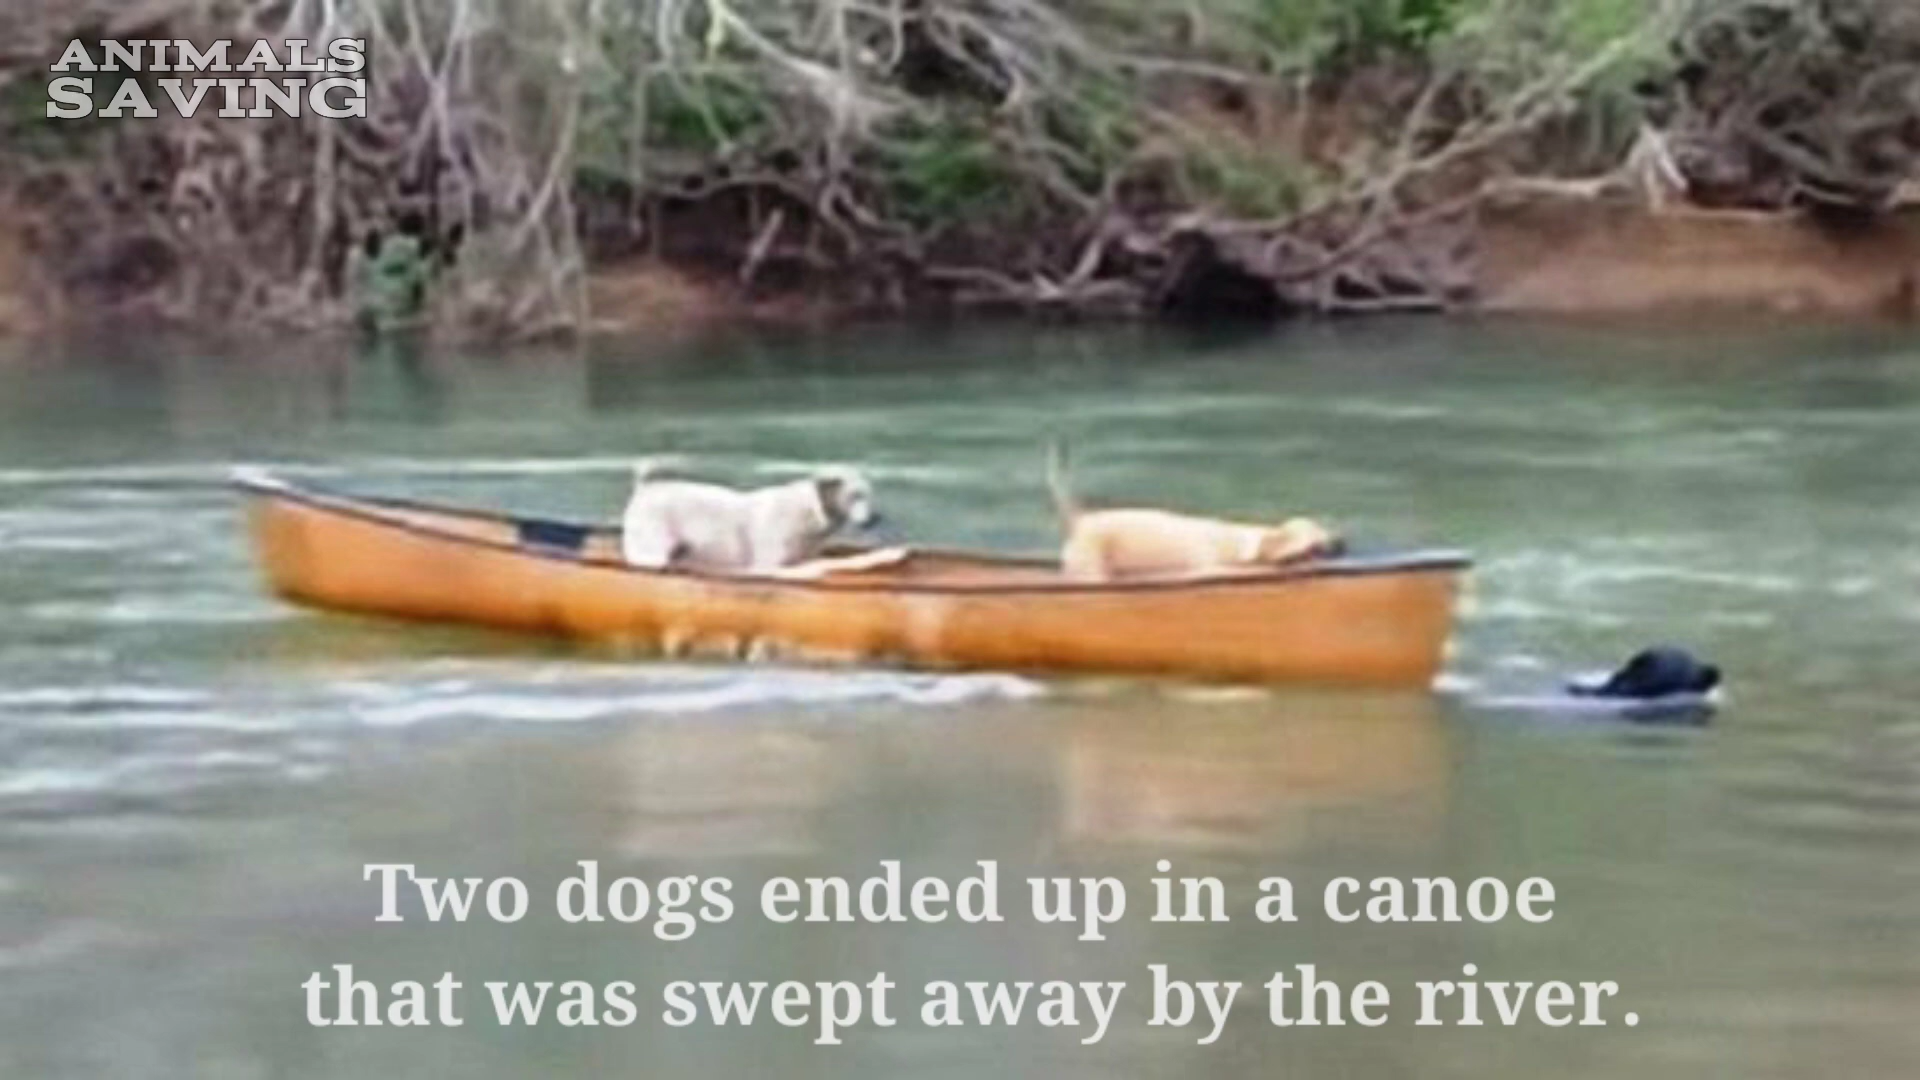 ANIMALS
SAVING
Two dogs ended up in a canoe
that was swept away by the river.